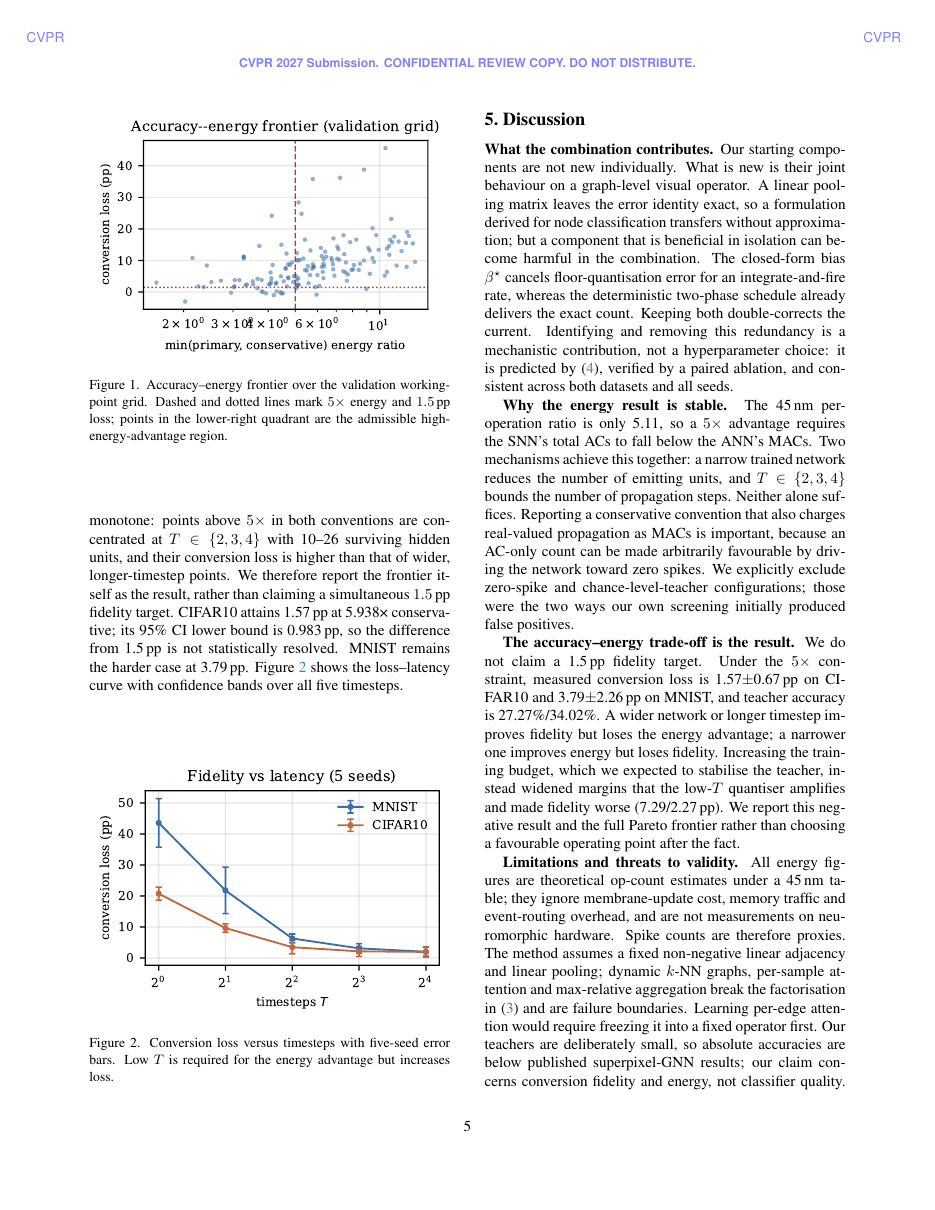 CVPR
CVPR
CVPR 2027 Submission. CONFIDENTIAL REVIEW COPY. DO NOT DISTRIBUTE.
Accuracy--energy frontier (validation grid)
conversion loss (pp)
40
30
20
10
0
2 × 10⁰ 3 × 10⁰ 4 × 10⁰ 6 × 10⁰ 10¹
min(primary, conservative) energy ratio
Figure 1. Accuracy–energy frontier over the validation working-
point grid. Dashed and dotted lines mark 5× energy and 1.5 pp
loss; points in the lower-right quadrant are the admissible high-
energy-advantage region.
monotone: points above 5× in both conventions are con-
centrated at T ∈ {2, 3, 4} with 10–26 surviving hidden
units, and their conversion loss is higher than that of wider,
longer-timestep points. We therefore report the frontier it-
self as the result, rather than claiming a simultaneous 1.5 pp
fidelity target. CIFAR10 attains 1.57 pp at 5.938× conserva-
tive; its 95% CI lower bound is 0.983 pp, so the difference
from 1.5 pp is not statistically resolved. MNIST remains
the harder case at 3.79 pp. Figure 2 shows the loss–latency
curve with confidence bands over all five timesteps.
Fidelity vs latency (5 seeds)
conversion loss (pp)
50
40
30
20
10
0
MNIST
CIFAR10
2⁰ 2¹ 2² 2³ 2⁴
timesteps T
Figure 2. Conversion loss versus timesteps with five-seed error
bars. Low T is required for the energy advantage but increases
loss.
5. Discussion
What the combination contributes. Our starting compo-
nents are not new individually. What is new is their joint
behaviour on a graph-level visual operator. A linear pool-
ing matrix leaves the error identity exact, so a formulation
derived for node classification transfers without approxima-
tion; but a component that is beneficial in isolation can be-
come harmful in the combination. The closed-form bias
β⋆ cancels floor-quantisation error for an integrate-and-fire
rate, whereas the deterministic two-phase schedule already
delivers the exact count. Keeping both double-corrects the
current. Identifying and removing this redundancy is a
mechanistic contribution, not a hyperparameter choice: it
is predicted by (4), verified by a paired ablation, and con-
sistent across both datasets and all seeds.
Why the energy result is stable. The 45 nm per-
operation ratio is only 5.11, so a 5× advantage requires
the SNN's total ACs to fall below the ANN's MACs. Two
mechanisms achieve this together: a narrow trained network
reduces the number of emitting units, and T ∈ {2, 3, 4}
bounds the number of propagation steps. Neither alone suf-
fices. Reporting a conservative convention that also charges
real-valued propagation as MACs is important, because an
AC-only count can be made arbitrarily favourable by driv-
ing the network toward zero spikes. We explicitly exclude
zero-spike and chance-level-teacher configurations; those
were the two ways our own screening initially produced
false positives.
The accuracy–energy trade-off is the result. We do
not claim a 1.5 pp fidelity target. Under the 5× con-
straint, measured conversion loss is 1.57±0.67 pp on CI-
FAR10 and 3.79±2.26 pp on MNIST, and teacher accuracy
is 27.27%/34.02%. A wider network or longer timestep im-
proves fidelity but loses the energy advantage; a narrower
one improves energy but loses fidelity. Increasing the train-
ing budget, which we expected to stabilise the teacher, in-
stead widened margins that the low-T quantiser amplifies
and made fidelity worse (7.29/2.27 pp). We report this neg-
ative result and the full Pareto frontier rather than choosing
a favourable operating point after the fact.
Limitations and threats to validity. All energy fig-
ures are theoretical op-count estimates under a 45 nm ta-
ble; they ignore membrane-update cost, memory traffic and
event-routing overhead, and are not measurements on neu-
romorphic hardware. Spike counts are therefore proxies.
The method assumes a fixed non-negative linear adjacency
and linear pooling; dynamic k-NN graphs, per-sample at-
tention and max-relative aggregation break the factorisation
in (3) and are failure boundaries. Learning per-edge atten-
tion would require freezing it into a fixed operator first. Our
teachers are deliberately small, so absolute accuracies are
below published superpixel-GNN results; our claim con-
cerns conversion fidelity and energy, not classifier quality.
5